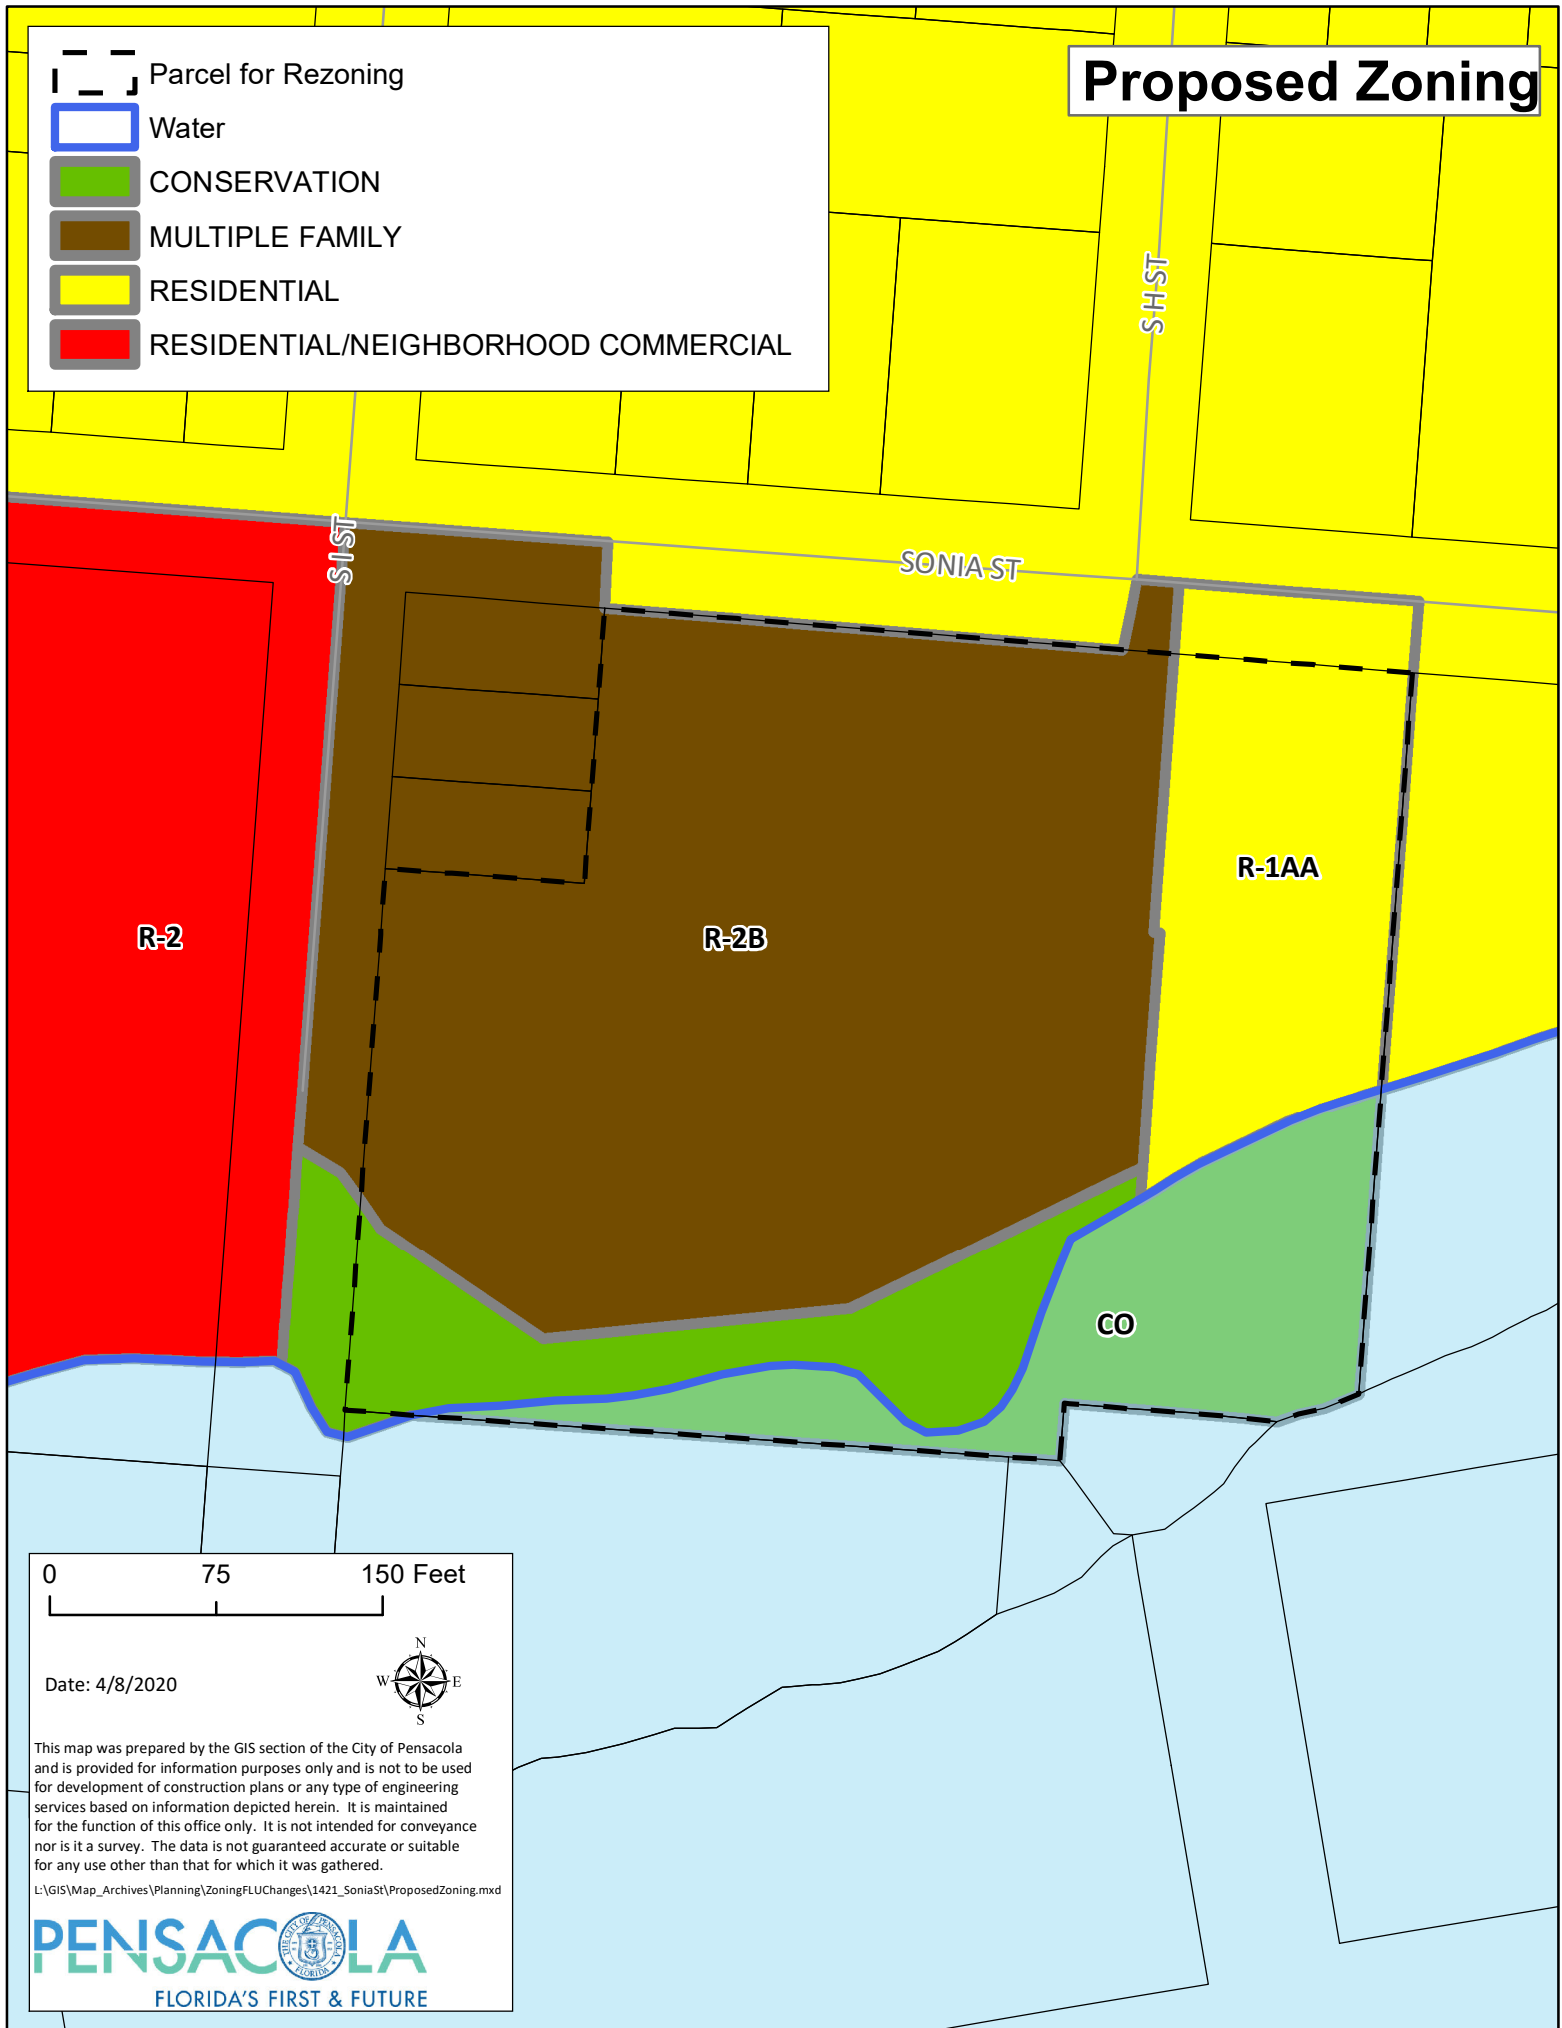 Proposed Zoning
Parcel for Rezoning
Water
CONSERVATION
MULTIPLE FAMILY
RESIDENTIAL
RESIDENTIAL/NEIGHBORHOOD COMMERCIAL
S H ST
S I ST
SONIA ST
R-1AA
R-2
R-2B
CO
0 75 150 Feet
N
W E
S
Date: 4/8/2020
This map was prepared by the GIS section of the City of Pensacola
and is provided for information purposes only and is not to be used
for development of construction plans or any type of engineering
services based on information depicted herein. It is maintained
for the function of this office only. It is not intended for conveyance
nor is it a survey. The data is not guaranteed accurate or suitable
for any use other than that for which it was gathered.
L:\GIS\Map_Archives\Planning\ZoningFLUChanges\1421_SoniaSt\ProposedZoning.mxd
PENSACOLA
THE CITY OF PENSACOLA
FLORIDA
FLORIDA'S FIRST & FUTURE